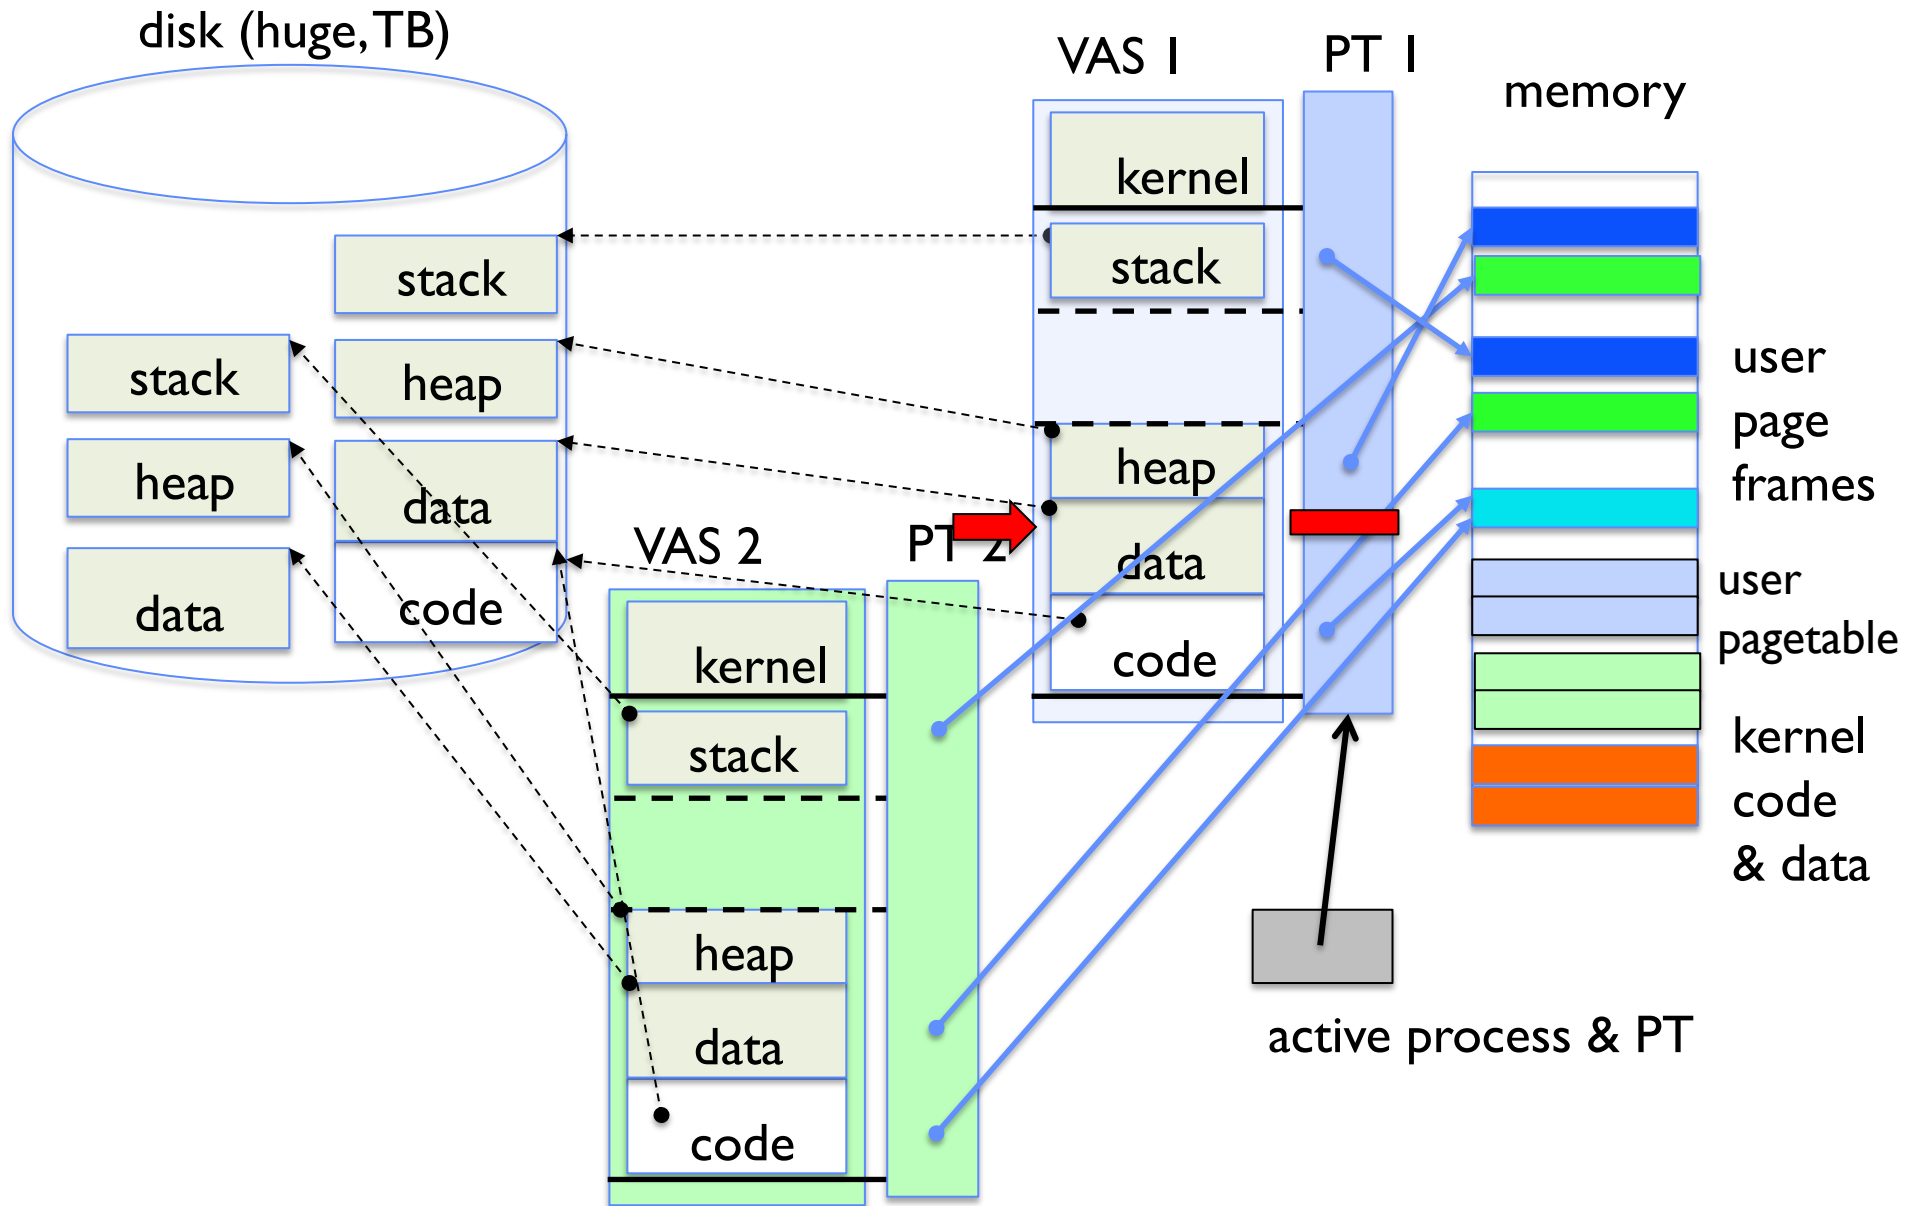 disk (huge, TB)
VAS 1
PT 1
memory
kernel
stack
heap
data
code
stack
heap
data
code
stack
heap
data
VAS 2
PT 2
kernel
stack
heap
data
code
user
page
frames
user
pagetable
kernel
code
& data
active process & PT